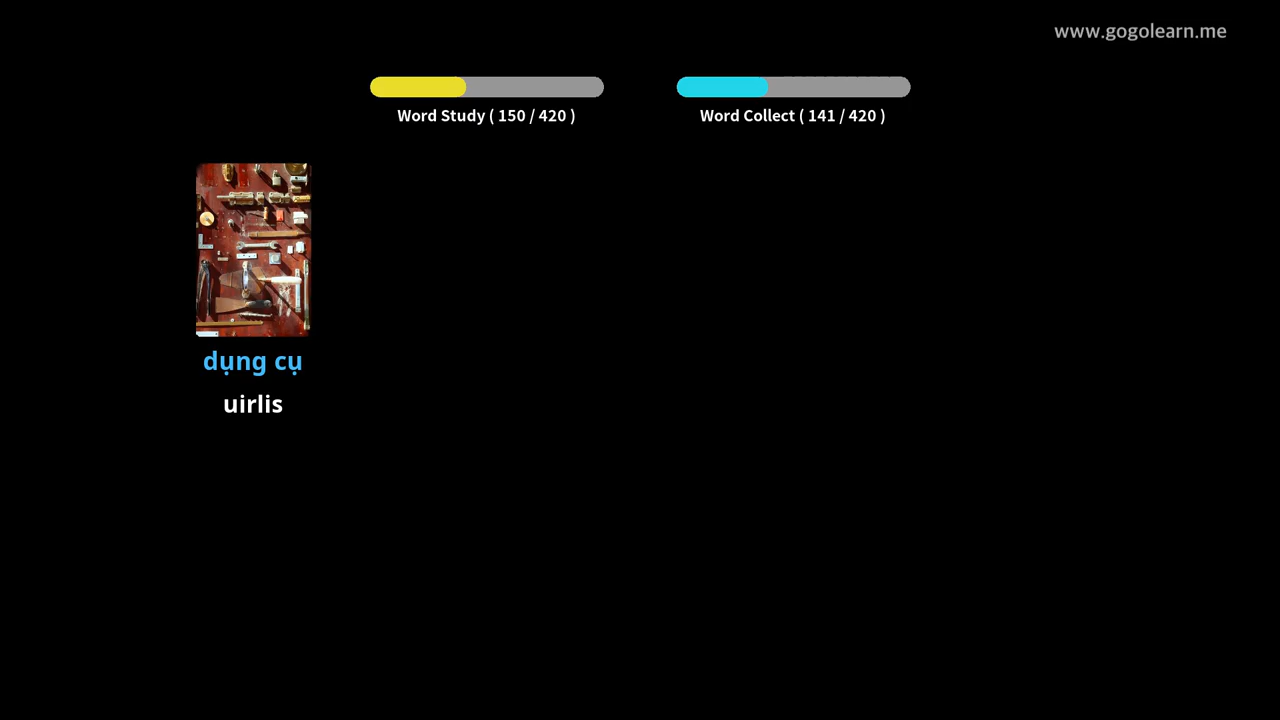 www.gogolearn.me
Word Study ( 150 / 420 )
Word Collect ( 141 / 420 )
dụng cụ
uirlis